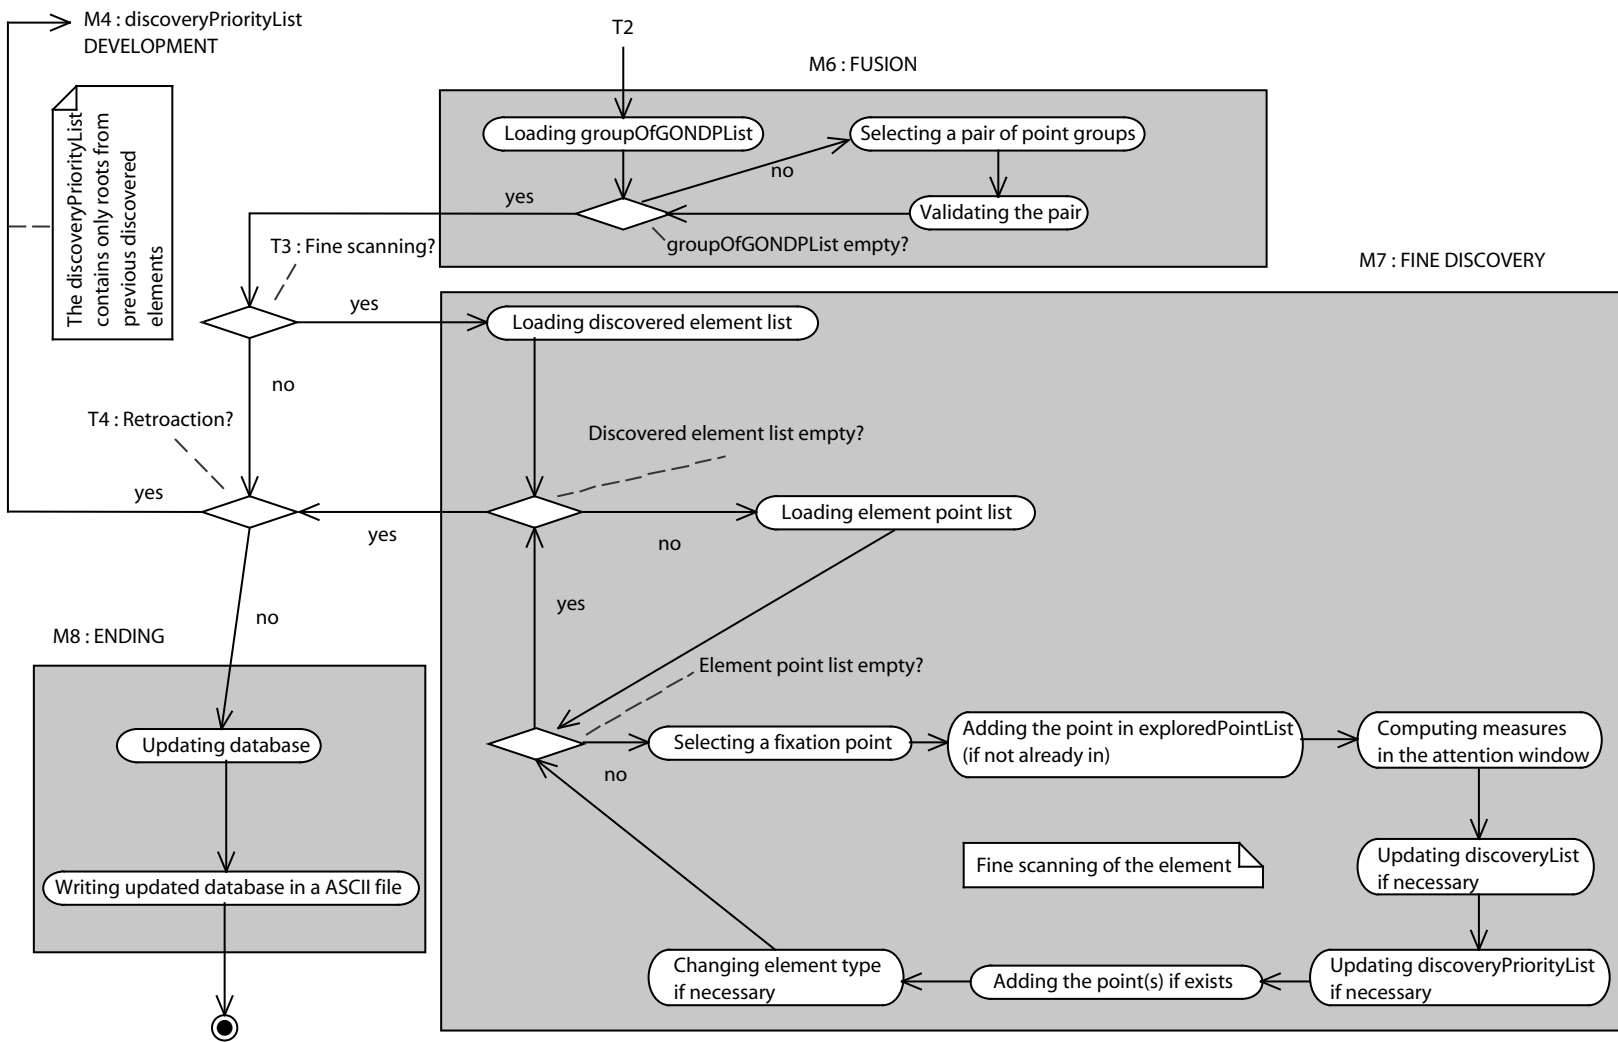 M4 : discoveryPriorityList
DEVELOPMENT
T2
M6 : FUSION
The discoveryPriorityList
contains only roots from
previous discovered
elements
Loading groupOfGONDPList
Selecting a pair of point groups
no
yes
Validating the pair
groupOfGONDPList empty?
T3 : Fine scanning?
M7 : FINE DISCOVERY
yes
Loading discovered element list
no
T4 : Retroaction?
Discovered element list empty?
yes
yes
Loading element point list
no
yes
no
M8 : ENDING
Element point list empty?
Updating database
Selecting a fixation point
no
Adding the point in exploredPointList
(if not already in)
Computing measures
in the attention window
Fine scanning of the element
Updating discoveryList
if necessary
Writing updated database in a ASCII file
Changing element type
if necessary
Adding the point(s) if exists
Updating discoveryPriorityList
if necessary